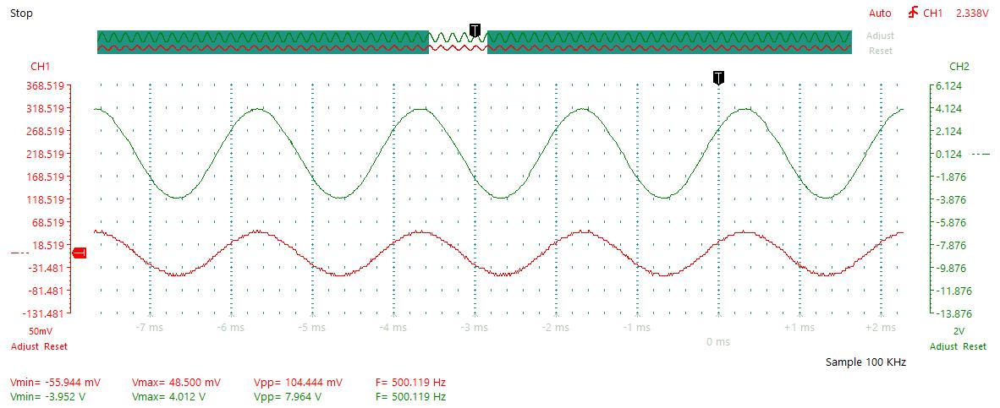 Stop
Auto CH1 2.338V
T
Adjust
Reset
CH1
CH2
T
368.519
6.124
318.519
4.124
268.519
2.124
218.519
0.124
168.519
-1.876
118.519
-3.876
68.519
-5.876
18.519
-7.876
-31.481
-9.876
-81.481
-11.876
-131.481
-13.876
-7 ms -6 ms -5 ms -4 ms -3 ms -2 ms -1 ms +1 ms +2 ms
50mV
2V
0 ms
Adjust Reset
Adjust Reset
Sample 100 KHz
Vmin= -55.944 mV Vmax= 48.500 mV Vpp= 104.444 mV F= 500.119 Hz
Vmin= -3.952 V Vmax= 4.012 V Vpp= 7.964 V F= 500.119 Hz